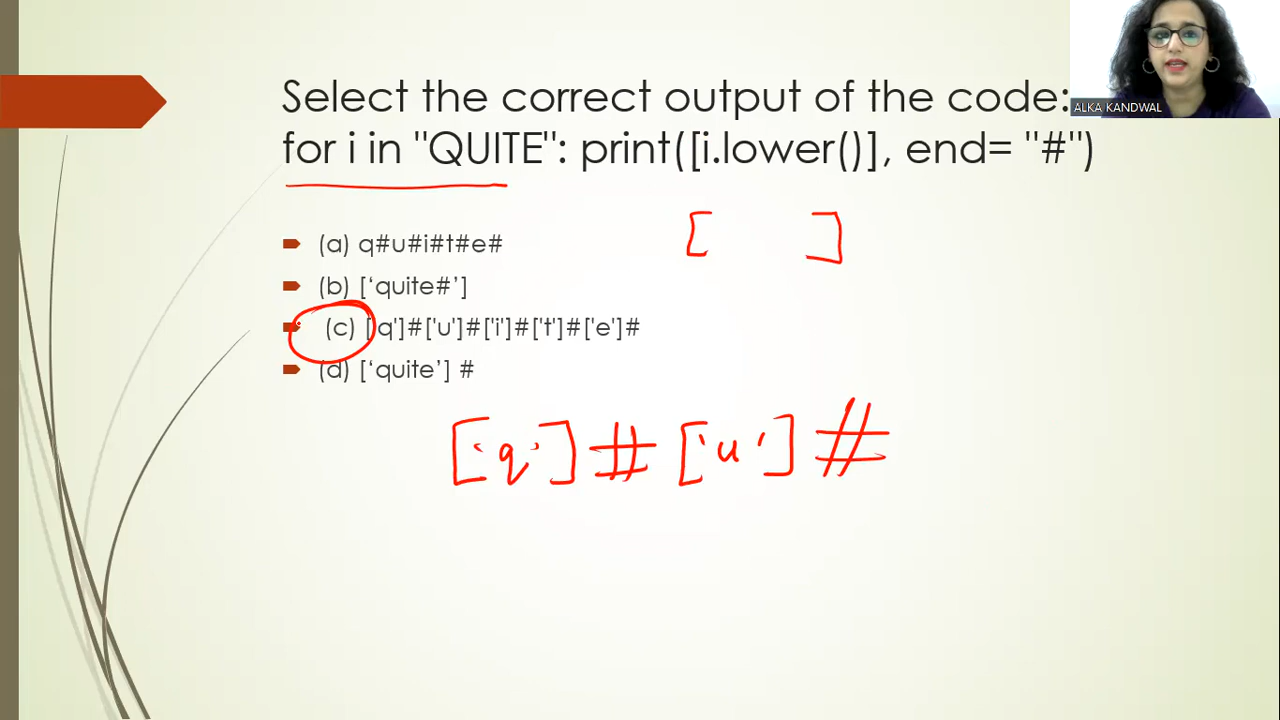 Select the correct output of the code:
for i in "QUITE": print([i.lower()], end= "#")
ALKA KANDWAL
[ ]
(a) q#u#i#t#e#
(b) [‘quite#’]
(c) ['q']#['u']#['i']#['t']#['e']#
(d) [‘quite’] #
['q']#['u']#